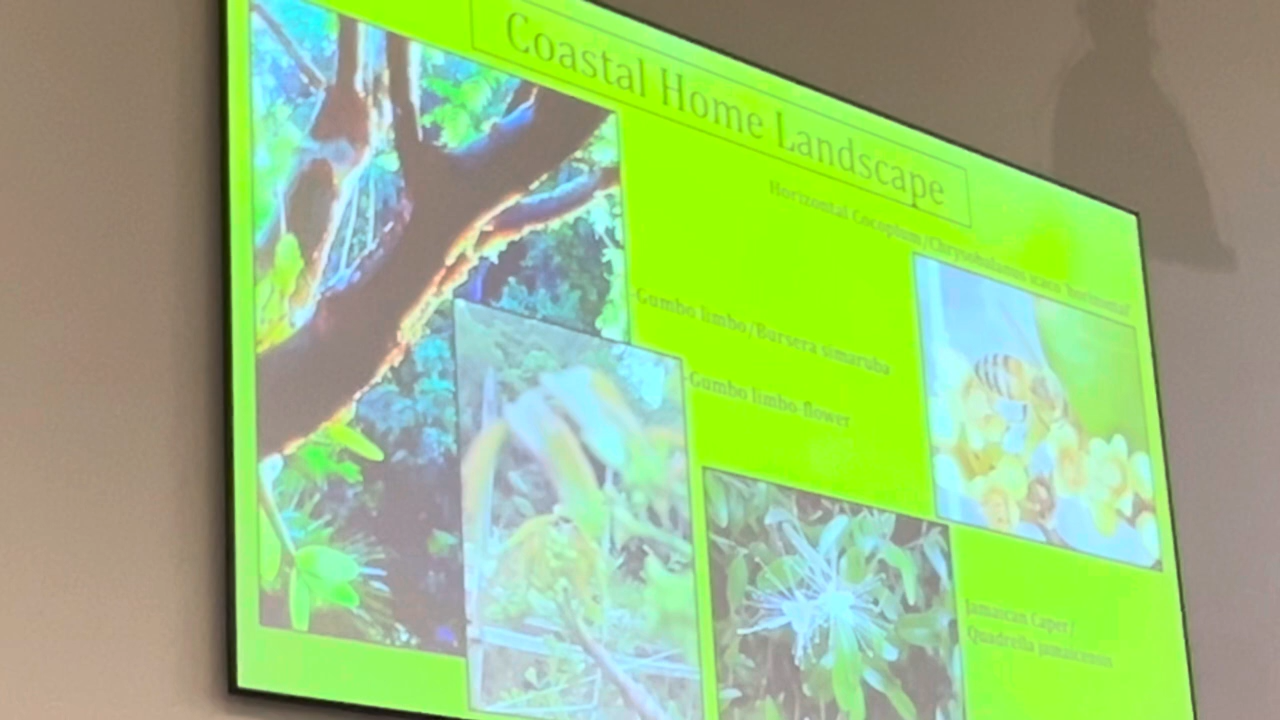 Coastal Home Landscape
Horizontal Cocoplum/Chrysobalanus icaco 'horizontal'
-Gumbo limbo/Bursera simaruba
-Gumbo limbo flower
Jamaican Caper/
Quadrella jamaicensis